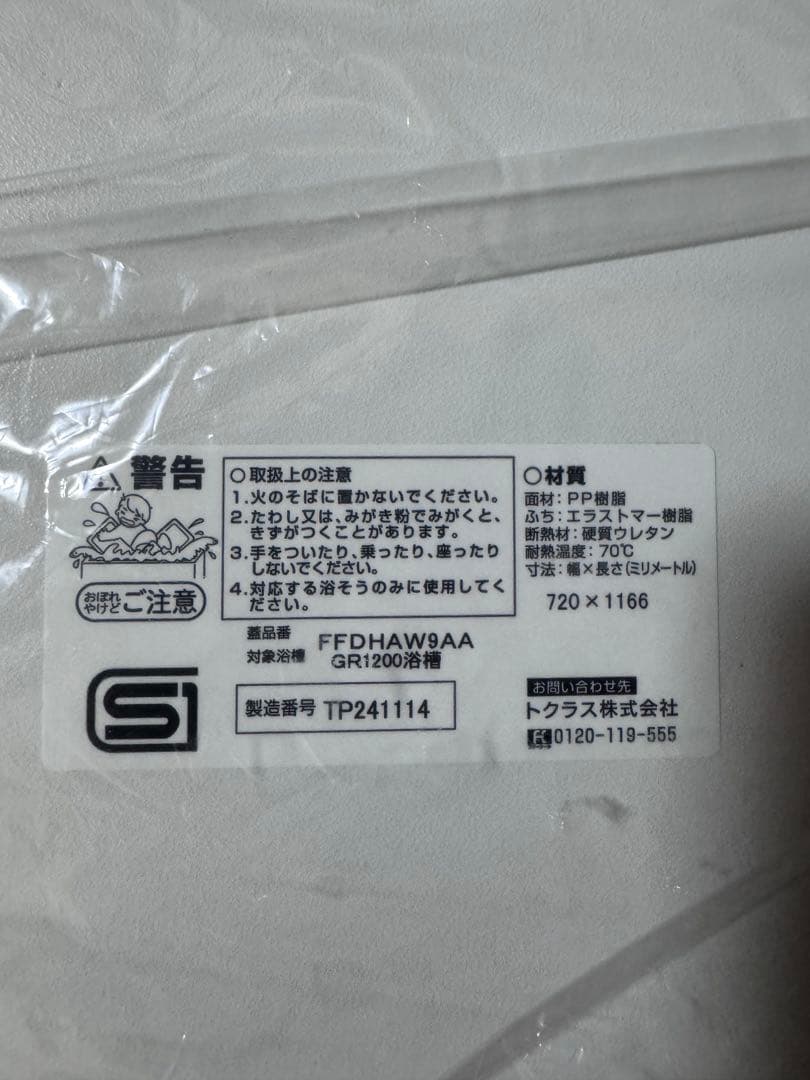 警告
おぼれ
やけど ご注意
○取扱上の注意
1.火のそばに置かないでください。
2.たわし又は、みがき粉でみがくと、
きずがつくことがあります。
3.手をついたり、乗ったり、座ったり
しないでください。
4.対応する浴そうのみに使用してく
ださい。
○材質
面材:PP樹脂
ふち:エラストマー樹脂
断熱材:硬質ウレタン
耐熱温度:70℃
寸法:幅×長さ(ミリメートル)
720×1166
蓋品番 FFDHAW9AA
対象浴槽 GR1200浴槽
SG
製造番号 TP241114
お問い合わせ先
トクラス株式会社
0120-119-555